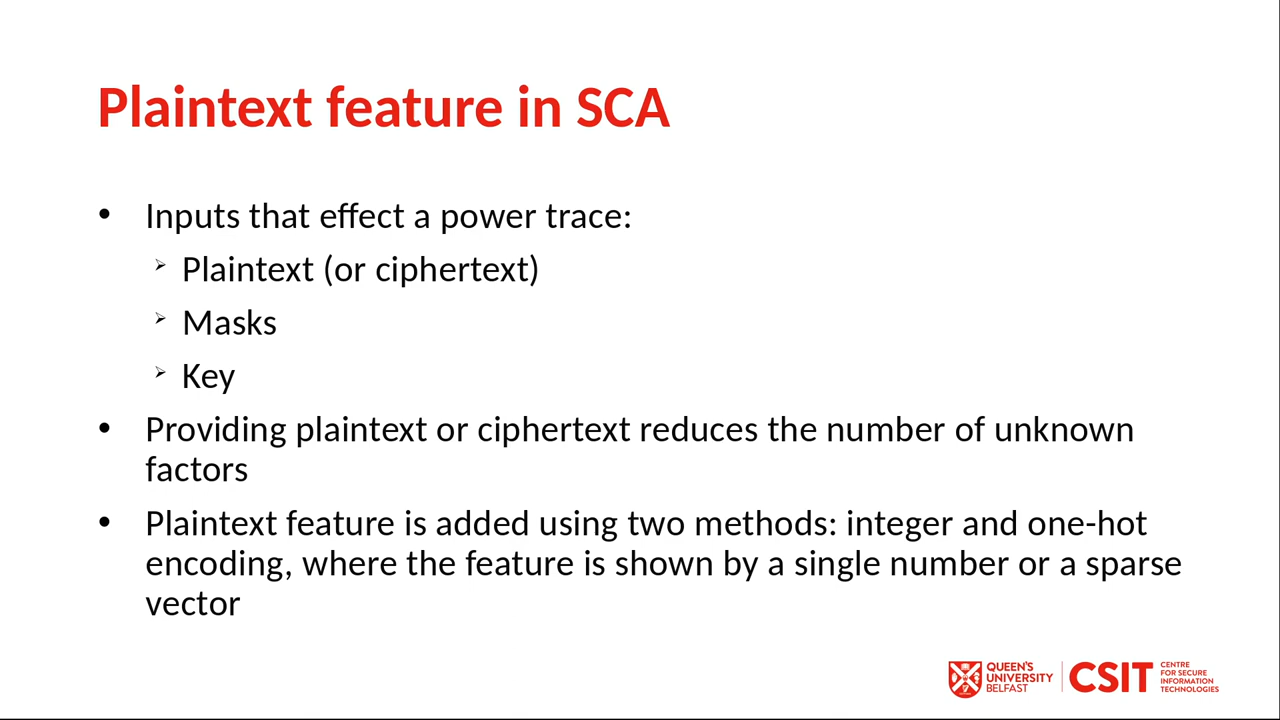 Plaintext feature in SCA
• Inputs that effect a power trace:
➢ Plaintext (or ciphertext)
➢ Masks
➢ Key
• Providing plaintext or ciphertext reduces the number of unknown
factors
• Plaintext feature is added using two methods: integer and one-hot
encoding, where the feature is shown by a single number or a sparse
vector
QUEEN'S
UNIVERSITY
BELFAST
CSIT
CENTRE
FOR SECURE
INFORMATION
TECHNOLOGIES